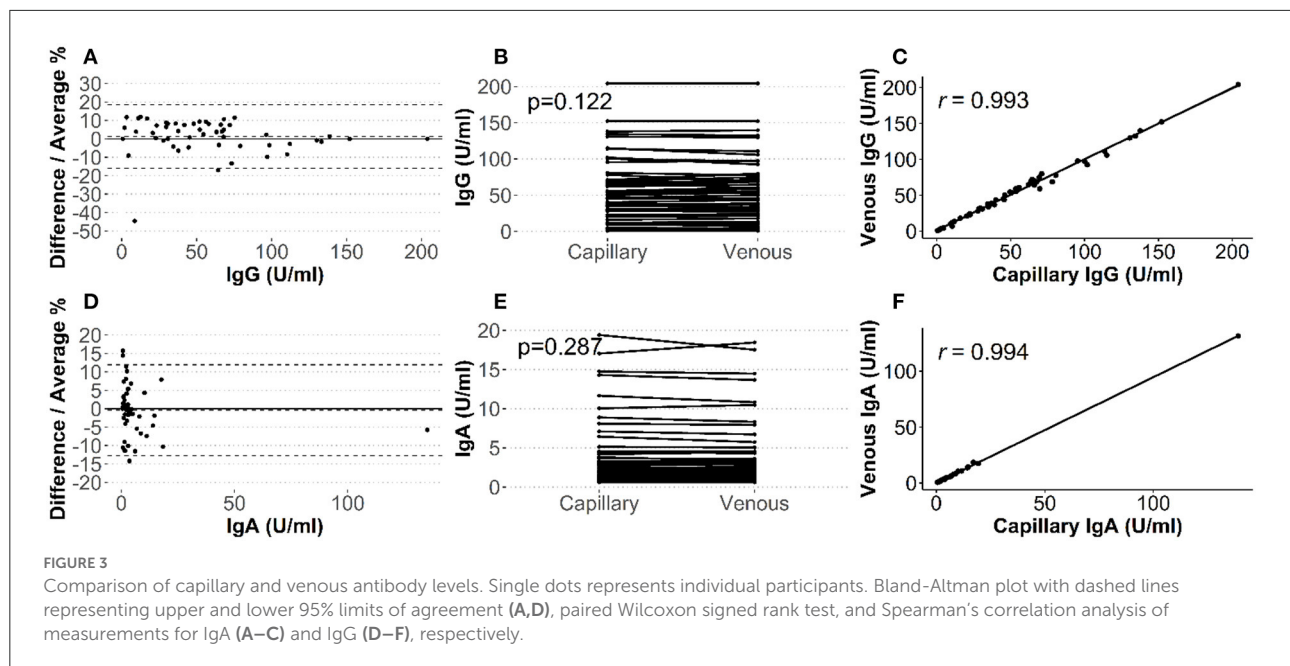 A
Difference / Average %
30
20
10
0
-10
-20
-30
-40
-50
0
50
100
150
200
IgG (U/ml)
B
p=0.122
IgG (U/ml)
200
150
100
50
0
Capillary
Venous
C
r = 0.993
Venous IgG (U/ml)
200
150
100
50
0
0
50
100
150
200
Capillary IgG (U/ml)
D
Difference / Average %
20
15
10
5
0
-5
-10
-15
-20
0
50
100
IgA (U/ml)
E
p=0.287
IgA (U/ml)
20
15
10
5
0
Capillary
Venous
F
r = 0.994
Venous IgA (U/ml)
100
50
0
0
50
100
Capillary IgA (U/ml)
FIGURE 3
Comparison of capillary and venous antibody levels. Single dots represents individual participants. Bland-Altman plot with dashed lines
representing upper and lower 95% limits of agreement (A,D), paired Wilcoxon signed rank test, and Spearman's correlation analysis of
measurements for IgA (A–C) and IgG (D–F), respectively.